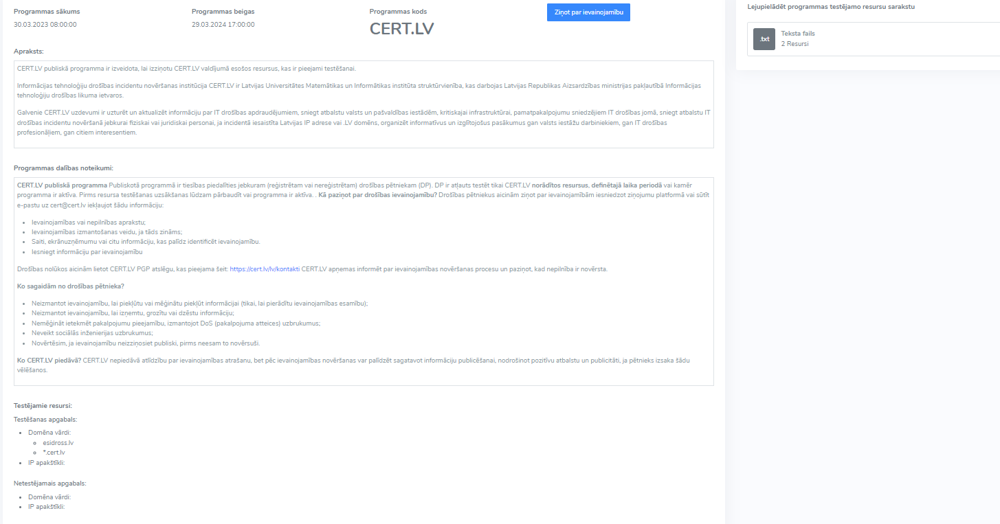 Programmas sākums
30.03.2023 08:00:00
Programmas beigas
29.03.2024 17:00:00
Programmas kods
CERT.LV
Ziņot par ievainojamību
Apraksts:
CERT.LV publiskā programma ir izveidota, lai izziņotu CERT.LV valdījumā esošos resursus, kas ir pieejami testēšanai.
Informācijas tehnoloģiju drošības incidentu novēršanas institūcija CERT.LV ir Latvijas Universitātes Matemātikas un Informātikas institūta struktūrvienība, kas darbojas Latvijas Republikas Aizsardzības ministrijas pakļautībā Informācijas
tehnoloģiju drošības likuma ietvaros.
Galvenie CERT.LV uzdevumi ir uzturēt un aktualizēt informāciju par IT drošības apdraudējumiem, sniegt atbalstu valsts un pašvaldības iestādēm, kritiskajai infrastruktūrai, pamatpakalpojumu sniedzējiem IT drošības jomā, sniegt atbalstu IT
drošības incidentu novēršanā jebkurai fiziskai vai juridiskai personai, ja incidentā iesaistīta Latvijas IP adrese vai .LV domēns, organizēt informatīvus un izglītojošus pasākumus gan valsts iestāžu darbiniekiem, gan IT drošības
profesionāļiem, gan citiem interesentiem.
Programmas dalības noteikumi:
CERT.LV publiskā programma Publiskotā programmā ir tiesības piedalīties jebkuram (reģistrētam vai nereģistrētam) drošības pētniekam (DP). DP ir atļauts testēt tikai CERT.LV norādītos resursus, definētajā laika periodā vai kamēr
programma ir aktīva. Pirms resursa testēšanas uzsākšanas lūdzam pārbaudīt vai programma ir aktīva. . Kā paziņot par drošības ievainojamību? Drošības pētniekus aicinām ziņot par ievainojamībām iesniedzot ziņojumu platformā vai sūtīt
e-pastu uz cert@cert.lv iekļaujot šādu informāciju:
• Ievainojamības vai nepilnības aprakstu;
• Ievainojamības izmantošanas veidu, ja tāds zināms;
• Saiti, ekrānuzņēmumu vai citu informāciju, kas palīdz identificēt ievainojamību.
• Iesniegt informāciju par ievainojamību
Drošības nolūkos aicinām lietot CERT.LV PGP atslēgu, kas pieejama šeit: https://cert.lv/lv/kontakti CERT.LV apņemas informēt par ievainojamības novēršanas procesu un paziņot, kad nepilnība ir novērsta.
Ko sagaidām no drošības pētnieka?
• Neizmantot ievainojamību, lai piekļūtu vai mēģinātu piekļūt informācijai (tikai, lai pierādītu ievainojamības esamību);
• Neizmantot ievainojamību, lai izņemtu, grozītu vai dzēstu informāciju;
• Nemēģināt ietekmēt pakalpojumu pieejamību, izmantojot DoS (pakalpojuma atteices) uzbrukumus;
• Neveikt sociālās inženierijas uzbrukumus;
• Novērtēsim, ja ievainojamību neizziņosiet publiski, pirms neesam to novērsuši.
Ko CERT.LV piedāvā? CERT.LV nepiedāvā atlīdzību par ievainojamības atrašanu, bet pēc ievainojamības novēršanas var palīdzēt sagatavot informāciju publicēšanai, nodrošinot pozitīvu atbalstu un publicitāti, ja pētnieks izsaka šādu
vēlēšanos.
Testējamie resursi:
Testēšanas apgabals:
• Domēna vārdi:
esidross.lv
*.cert.lv
• IP apakštīkli:
Netestējamais apgabals:
• Domēna vārdi:
• IP apakštīkli:
Lejupielādēt programmas testējamo resursu sarakstu
.txt
Teksta fails
2 Resursi